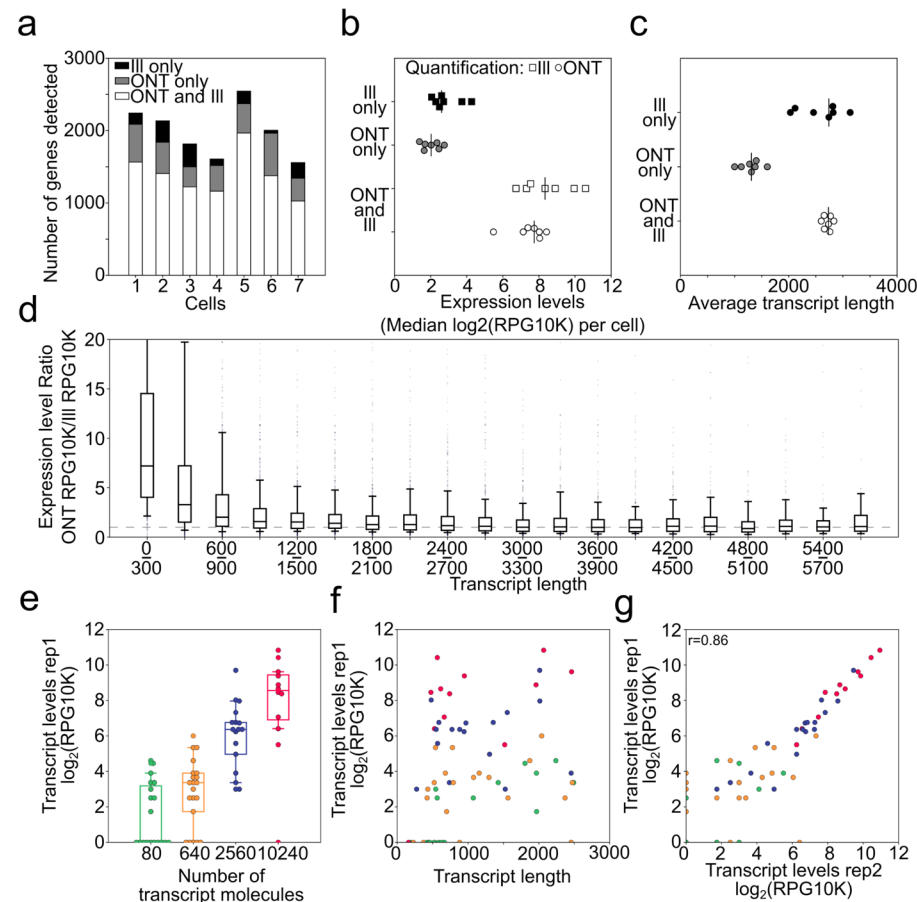 a
Number of genes detected
3000
2000
1000
0
Ill only
ONT only
ONT and Ill
1 2 3 4 5 6 7
Cells
b
Quantification: Ill ONT
Ill
only
ONT
only
ONT
and
Ill
0 2 4 6 8 10 12
Expression levels
(Median log2(RPG10K) per cell)
c
Ill
only
ONT
only
ONT
and
Ill
0 2000 4000
Average transcript length
d
Expression level Ratio
ONT RPG10K/Ill RPG10K
20
15
10
5
0
0 600 1200 1800 2400 3300 3600 4200 4800 5400
300 900 1500 2100 2700 3300 3900 4500 5100 5700
Transcript length
e
Transcript levels rep1
log2(RPG10K)
12
10
8
6
4
2
0
80 640 2560 10240
Number of
transcript molecules
f
Transcript levels rep1
log2(RPG10K)
12
10
8
6
4
2
0
0 1000 2000 3000
Transcript length
g
Transcript levels rep1
log2(RPG10K)
r=0.86
12
10
8
6
4
2
0
0 2 4 6 8 10 12
Transcript levels rep2
log2(RPG10K)